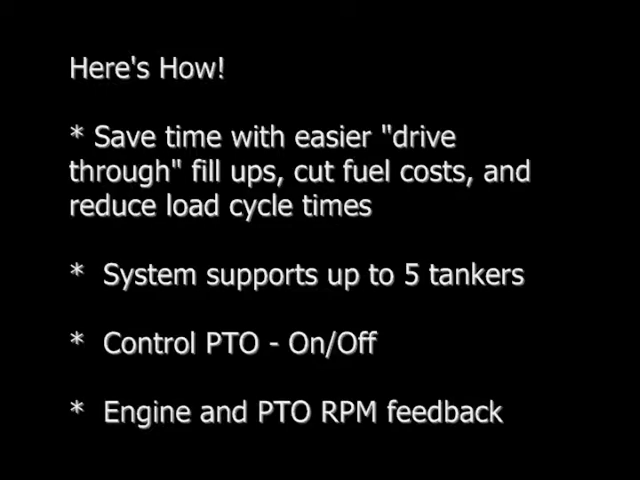 Here's How!
* Save time with easier "drive
through" fill ups, cut fuel costs, and
reduce load cycle times
* System supports up to 5 tankers
* Control PTO - On/Off
* Engine and PTO RPM feedback